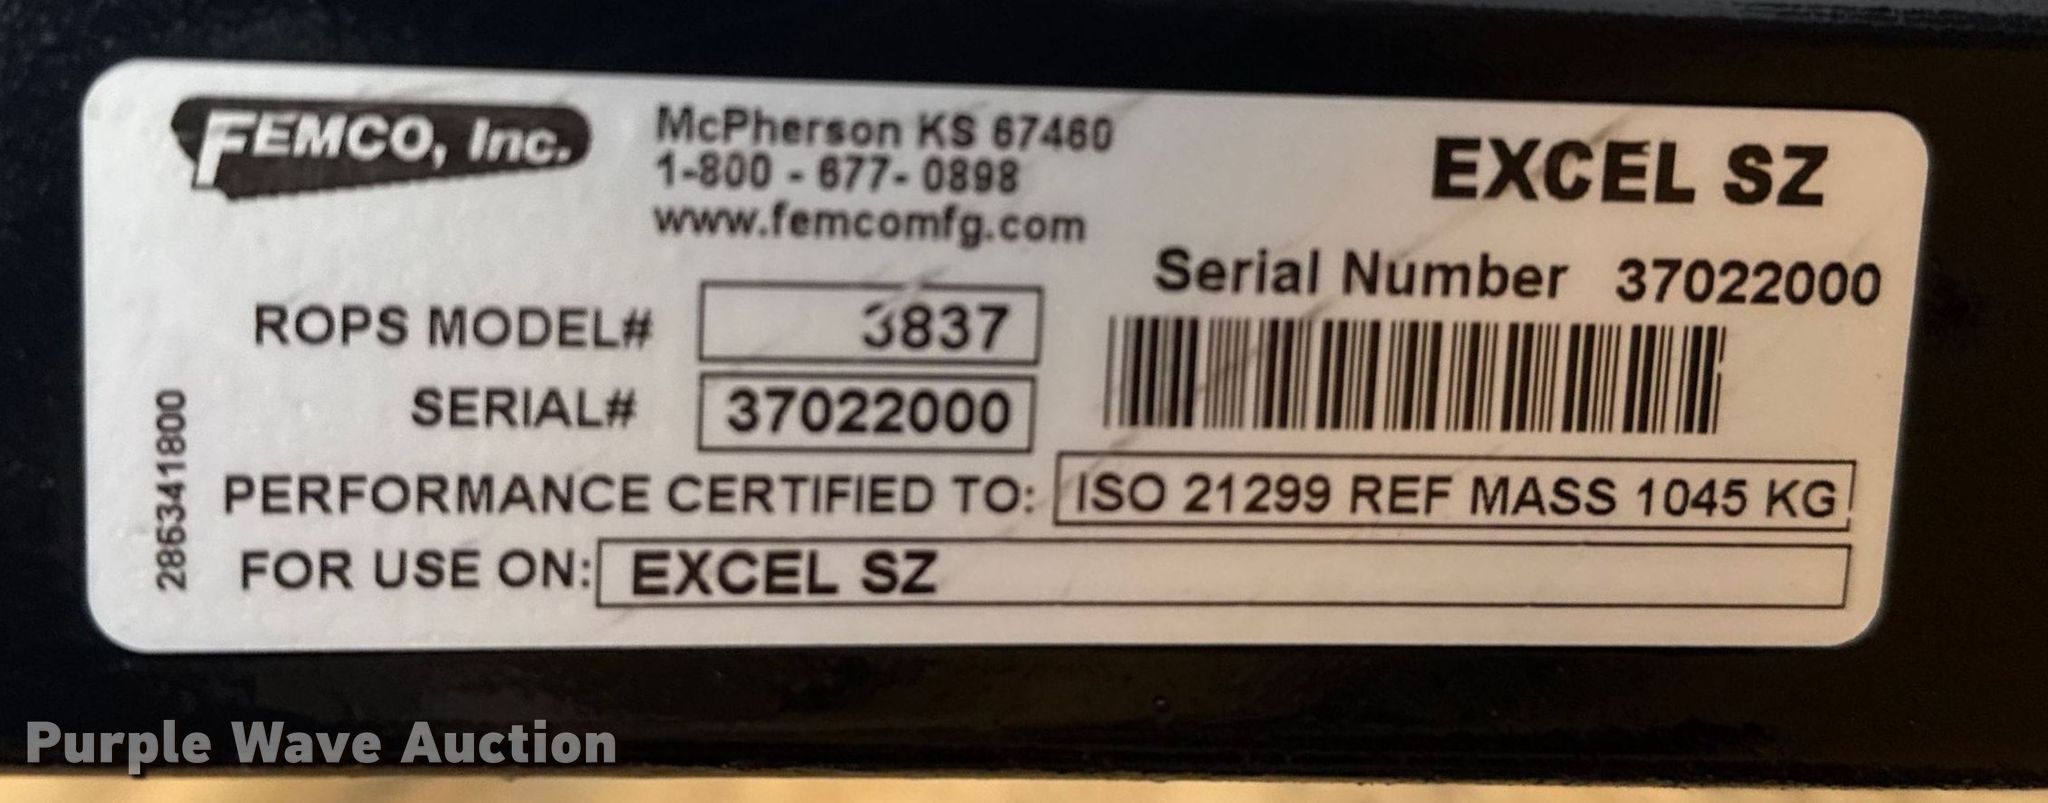 FEMCO, Inc.
McPherson KS 67460
1-800 - 677- 0898
www.femcomfg.com
EXCEL SZ
Serial Number 37022000
ROPS MODEL# 3837
SERIAL# 37022000
PERFORMANCE CERTIFIED TO: ISO 21299 REF MASS 1045 KG
FOR USE ON: EXCEL SZ
286341800
Purple Wave Auction